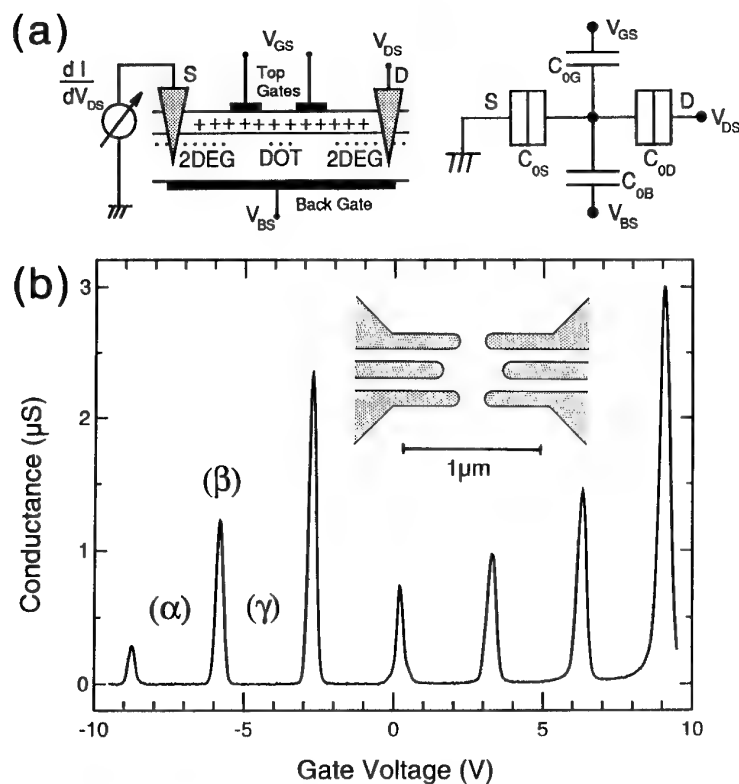 (a)
dI
dV_DS
S
V_GS
V_DS
D
Top
Gates
+++++++++++
2DEG DOT 2DEG
V_BS
Back Gate
V_GS
C_0G
S
D
V_DS
C_0S
C_0D
C_0B
V_BS
(b)
3
2
1
0
Conductance (μS)
(α)
(β)
(γ)
1μm
-10
-5
0
5
10
Gate Voltage (V)